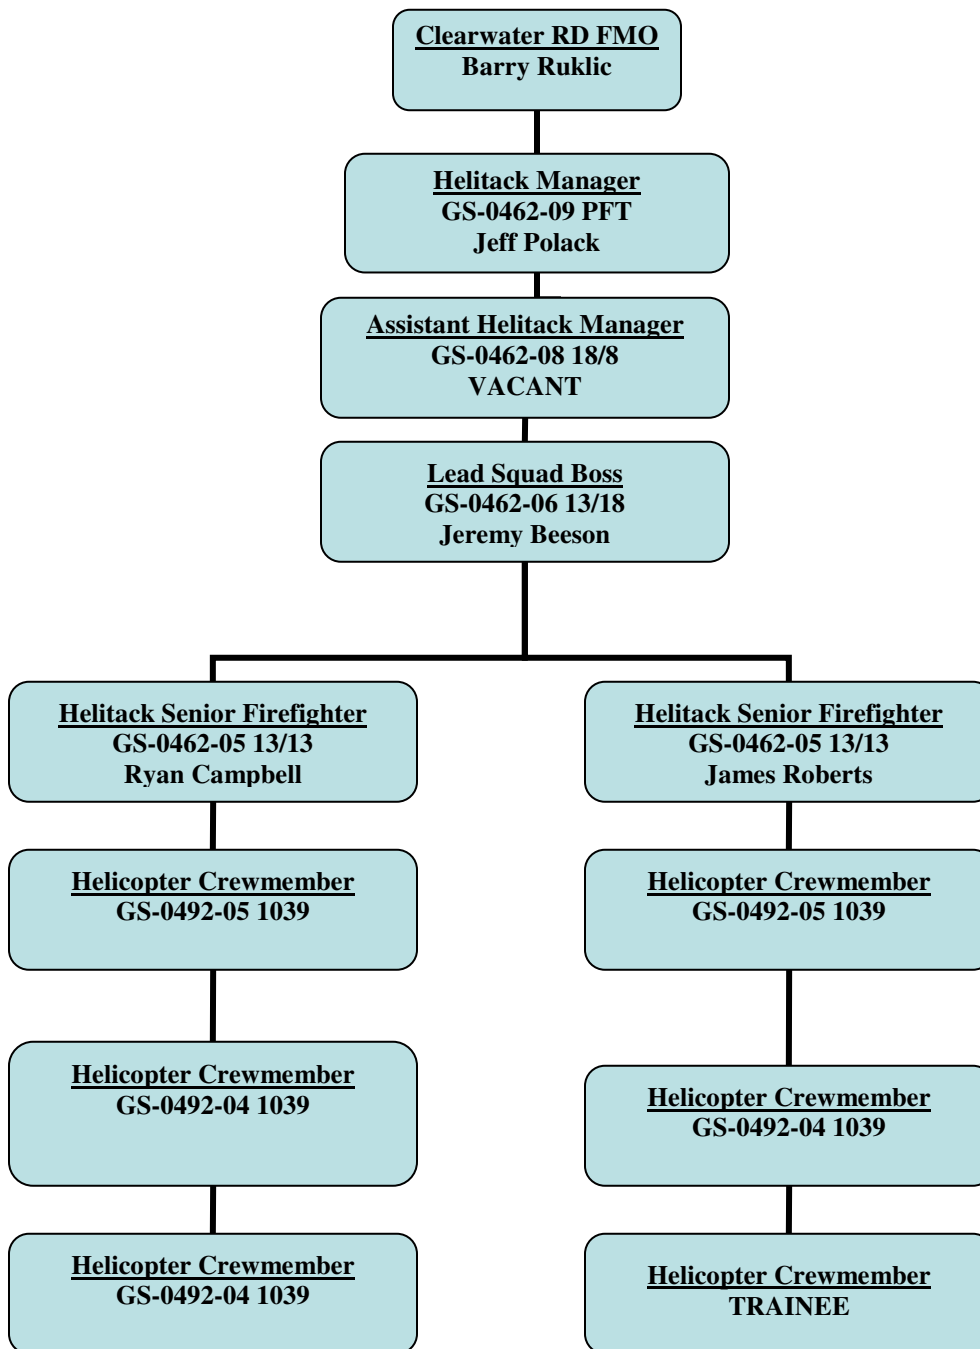 Clearwater RD FMO
Barry Ruklic
Helitack Manager
GS-0462-09 PFT
Jeff Polack
Assistant Helitack Manager
GS-0462-08 18/8
VACANT
Lead Squad Boss
GS-0462-06 13/18
Jeremy Beeson
Helitack Senior Firefighter
GS-0462-05 13/13
Ryan Campbell
Helitack Senior Firefighter
GS-0462-05 13/13
James Roberts
Helicopter Crewmember
GS-0492-05 1039
Helicopter Crewmember
GS-0492-05 1039
Helicopter Crewmember
GS-0492-04 1039
Helicopter Crewmember
GS-0492-04 1039
Helicopter Crewmember
GS-0492-04 1039
Helicopter Crewmember
TRAINEE